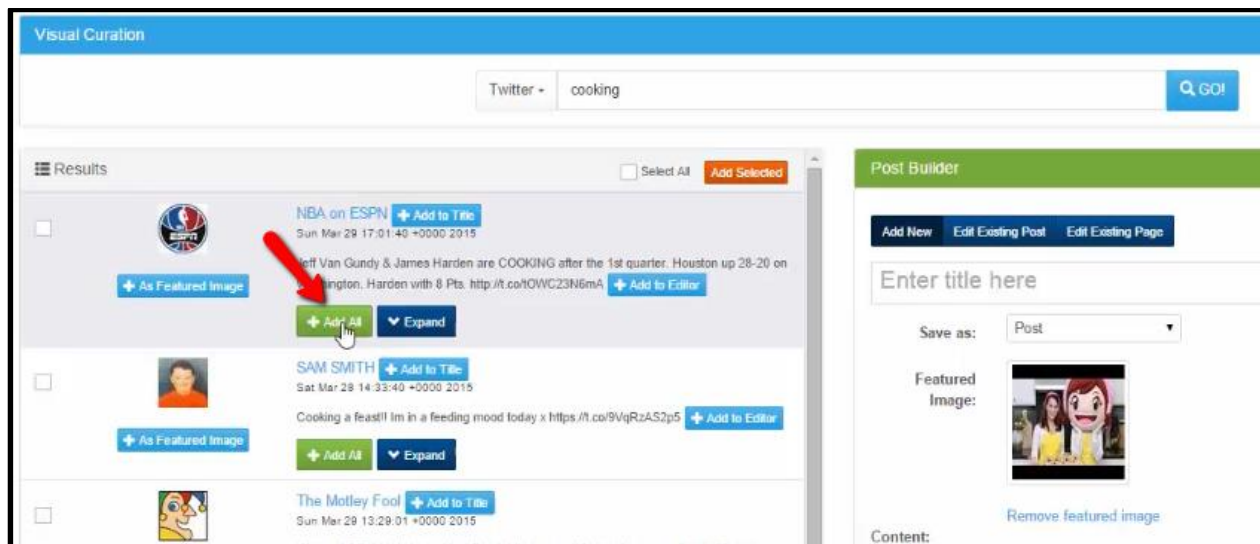 Visual Curation
Twitter
cooking
GO!
Results
Select All
Add Selected
NBA on ESPN + Add to Title
Sun Mar 29 17:01:40 +0000 2015
Jeff Van Gundy & James Harden are COOKING after the 1st quarter. Houston up 28-20 on
Harden with 8 Pts. http://t.co/tOWC23N6mA + Add to Editor
+ As Featured Image
+ Add All
Expand
SAM SMITH + Add to Title
Sat Mar 28 14:33:40 +0000 2015
Cooking a feast!! Im in a feeding mood today x https://t.co/9VqRzAS2p5 + Add to Editor
+ As Featured Image
+ Add All
Expand
The Motley Fool + Add to Title
Sun Mar 29 13:29:01 +0000 2015
Post Builder
Add New
Edit Existing Post
Edit Existing Page
Enter title here
Save as:
Post
Featured
Image:
Remove featured image
Content: